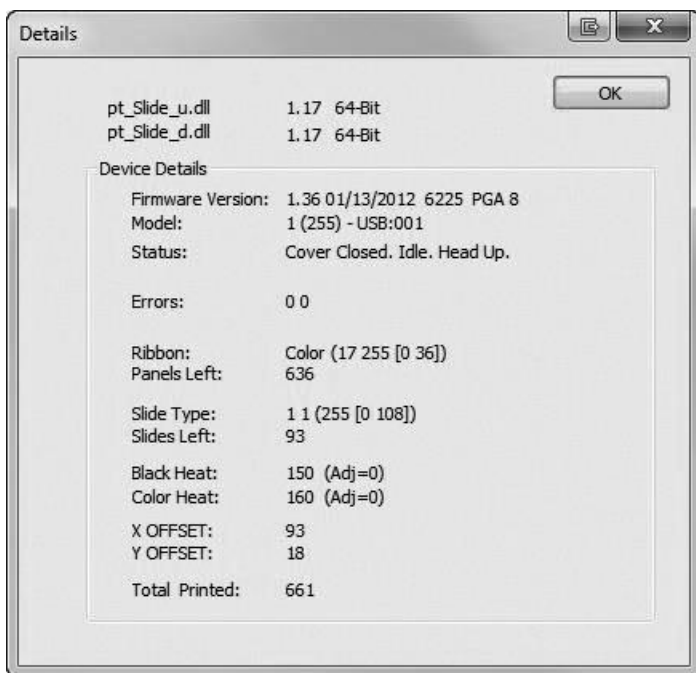 Details
OK
pt_Slide_u.dll 1.17 64-Bit
pt_Slide_d.dll 1.17 64-Bit
Device Details
Firmware Version: 1.36 01/13/2012 6225 PGA 8
Model: 1 (255) - USB:001
Status: Cover Closed. Idle. Head Up.
Errors: 0 0
Ribbon: Color (17 255 [0 36])
Panels Left: 636
Slide Type: 1 1 (255 [0 108])
Slides Left: 93
Black Heat: 150 (Adj=0)
Color Heat: 160 (Adj=0)
X OFFSET: 93
Y OFFSET: 18
Total Printed: 661